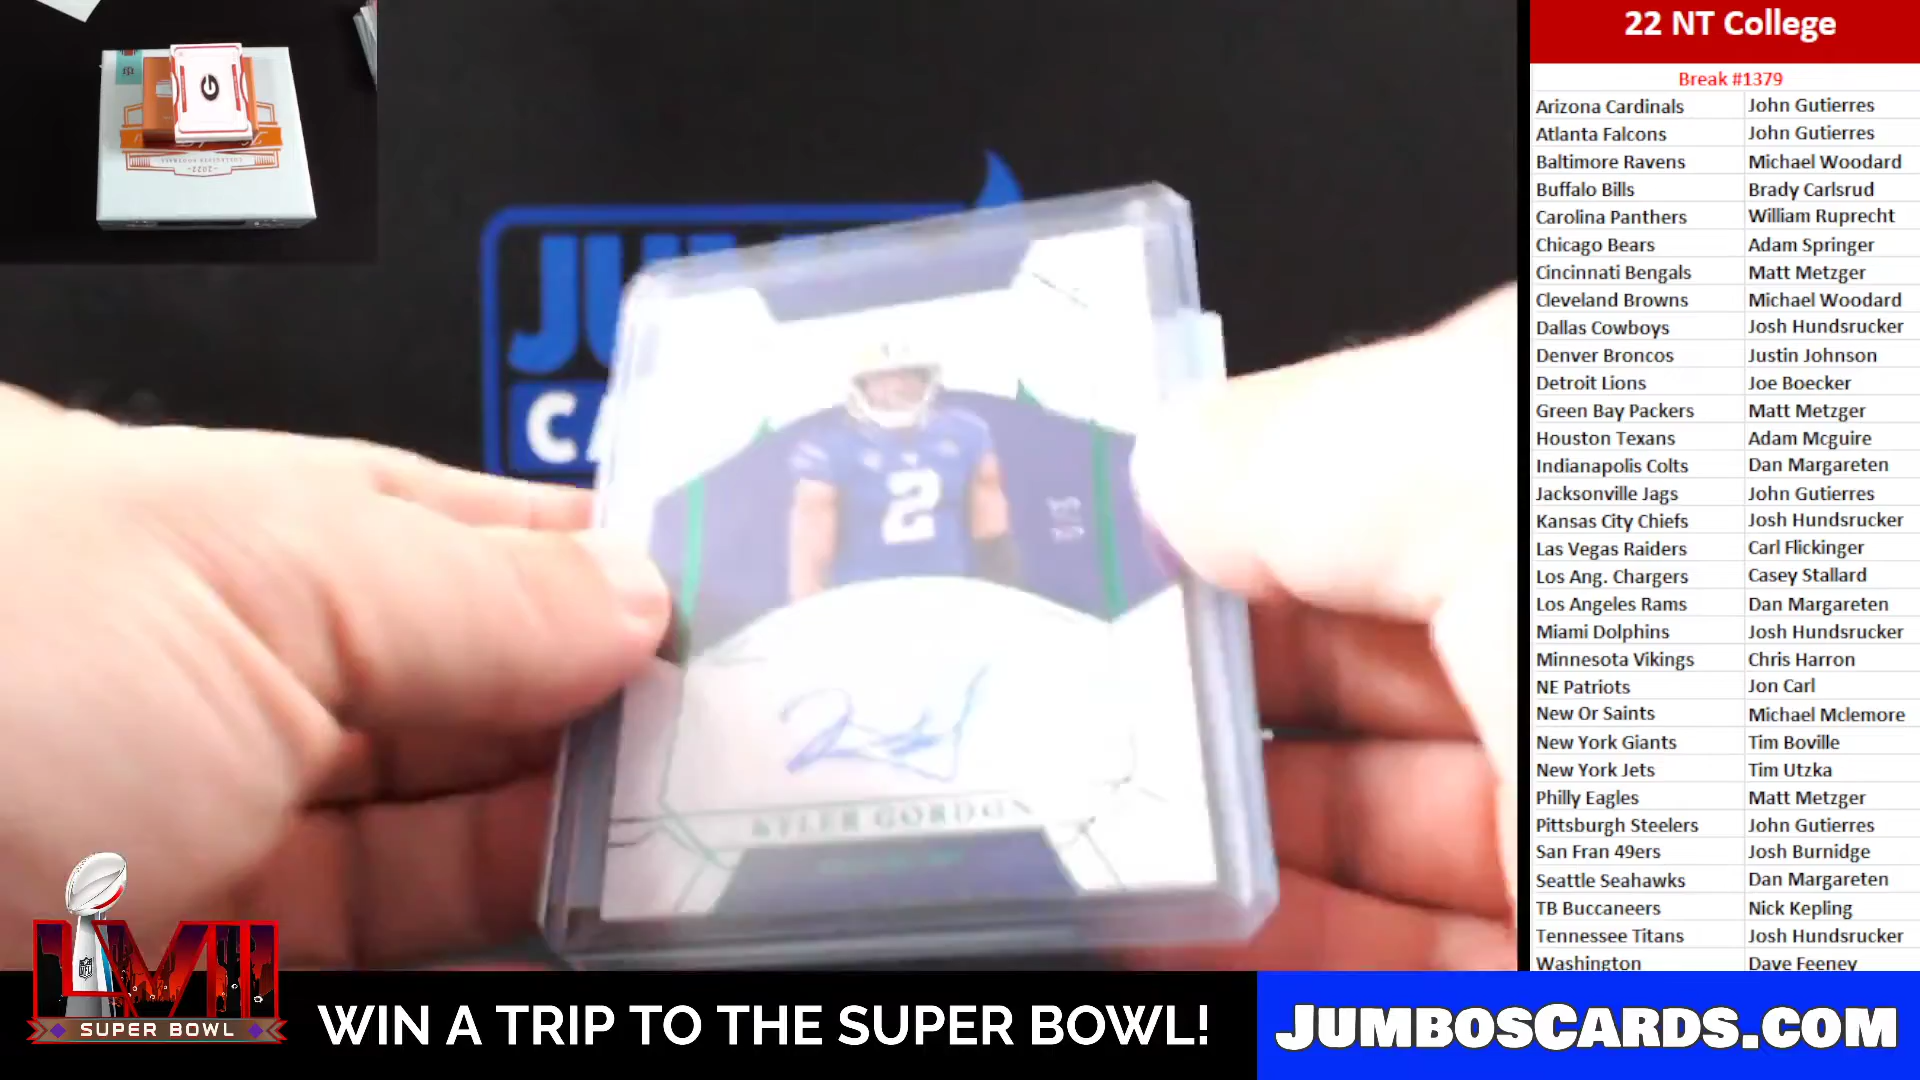 22 NT College
Break #1379
Arizona Cardinals John Gutierres
Atlanta Falcons John Gutierres
Baltimore Ravens Michael Woodard
Buffalo Bills Brady Carlsrud
Carolina Panthers William Ruprecht
Chicago Bears Adam Springer
Cincinnati Bengals Matt Metzger
Cleveland Browns Michael Woodard
Dallas Cowboys Josh Hundsrucker
Denver Broncos Justin Johnson
Detroit Lions Joe Boecker
Green Bay Packers Matt Metzger
Houston Texans Adam Mcguire
Indianapolis Colts Dan Margareten
Jacksonville Jags John Gutierres
Kansas City Chiefs Josh Hundsrucker
Las Vegas Raiders Carl Flickinger
Los Ang. Chargers Casey Stallard
Los Angeles Rams Dan Margareten
Miami Dolphins Josh Hundsrucker
Minnesota Vikings Chris Harron
NE Patriots Jon Carl
New Or Saints Michael Mclemore
New York Giants Tim Boville
New York Jets Tim Utzka
Philly Eagles Matt Metzger
Pittsburgh Steelers John Gutierres
San Fran 49ers Josh Burnidge
Seattle Seahawks Dan Margareten
TB Buccaneers Nick Kepling
Tennessee Titans Josh Hundsrucker
Washington Dave Feeney
G
2022
2
KYLER GORDON
LVII
NFL
SUPER BOWL
WIN A TRIP TO THE SUPER BOWL!
JUMBOSCARDS.COM